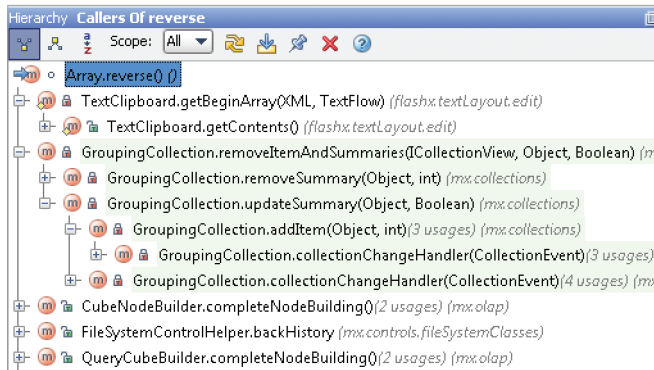 Hierarchy Callers Of reverse
Scope: All
Array.reverse() ()
TextClipboard.getBeginArray(XML, TextFlow) (flashx.textLayout.edit)
TextClipboard.getContents() (flashx.textLayout.edit)
GroupingCollection.removeItemAndSummaries(ICollectionView, Object, Boolean) (m
GroupingCollection.removeSummary(Object, int) (mx.collections)
GroupingCollection.updateSummary(Object, Boolean) (mx.collections)
GroupingCollection.addItem(Object, int)(3 usages) (mx.collections)
GroupingCollection.collectionChangeHandler(CollectionEvent)(3 usages)
GroupingCollection.collectionChangeHandler(CollectionEvent)(4 usages) (mx
CubeNodeBuilder.completeNodeBuilding()(2 usages) (mx.olap)
FileSystemControlHelper.backHistory (mx.controls.fileSystemClasses)
QueryCubeBuilder.completeNodeBuilding()(2 usages) (mx.olap)